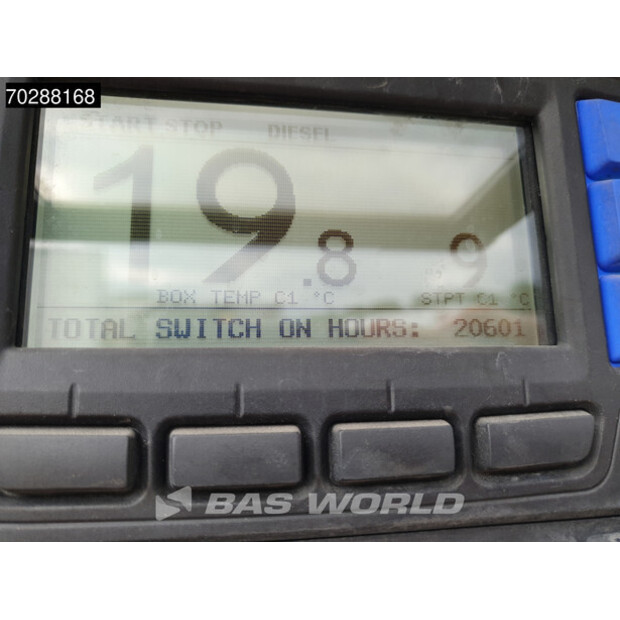 70288168
START STOP DIESEL
19.8 9
BOX TEMP C1 °C STPT C1 °C
TOTAL SWITCH ON HOURS: 20601
BAS WORLD